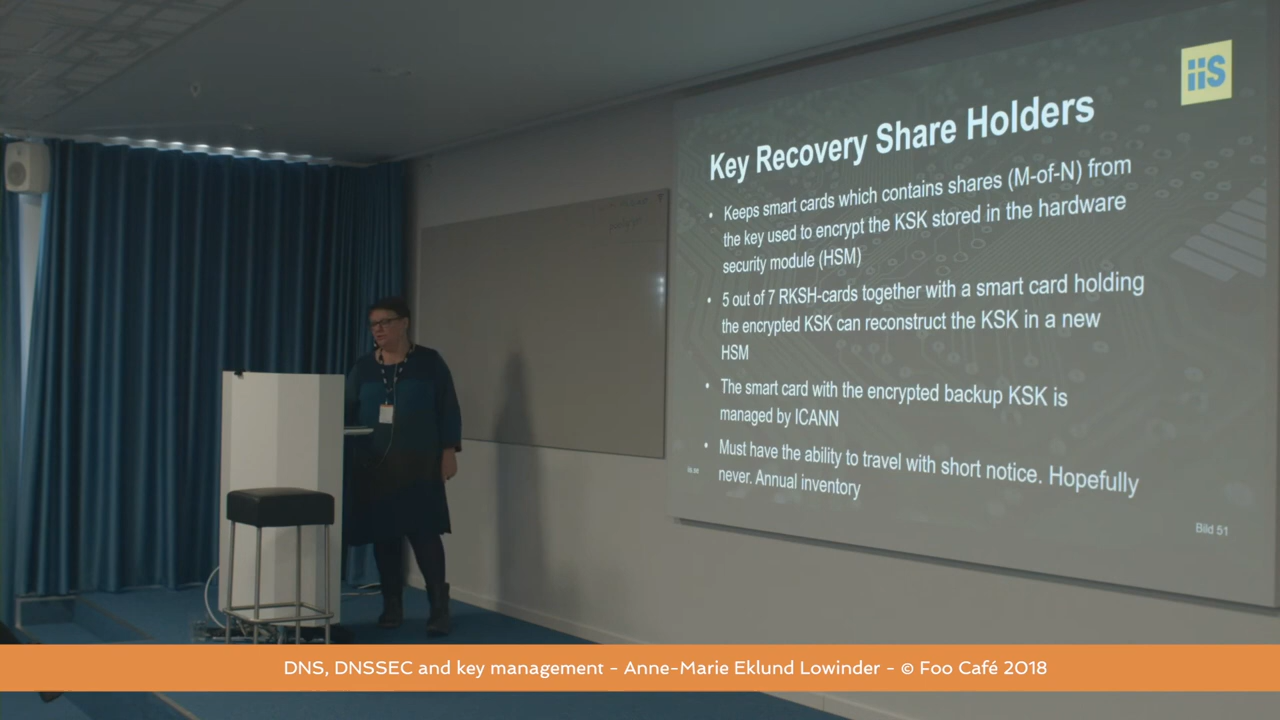 iiS
Key Recovery Share Holders
• Keeps smart cards which contains shares (M-of-N) from
the key used to encrypt the KSK stored in the hardware
security module (HSM)
• 5 out of 7 RKSH-cards together with a smart card holding
the encrypted KSK can reconstruct the KSK in a new
HSM
• The smart card with the encrypted backup KSK is
managed by ICANN
• Must have the ability to travel with short notice. Hopefully
never. Annual inventory
Bild 51
DNS, DNSSEC and key management - Anne-Marie Eklund Lowinder - © Foo Café 2018